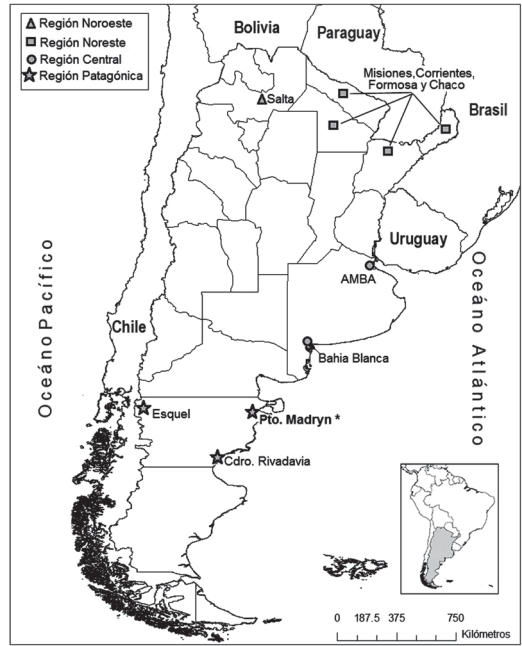 Región Noroeste
Región Noreste
Región Central
Región Patagónica
Bolivia
Paraguay
Misiones, Corrientes,
Formosa y Chaco
Salta
Brasil
Uruguay
AMBA
Océano Pacífico
Oceáno Atlántico
Chile
Bahia Blanca
Esquel
Pto. Madryn *
Cdro. Rivadavia
0 187.5 375 750
Kilómetros